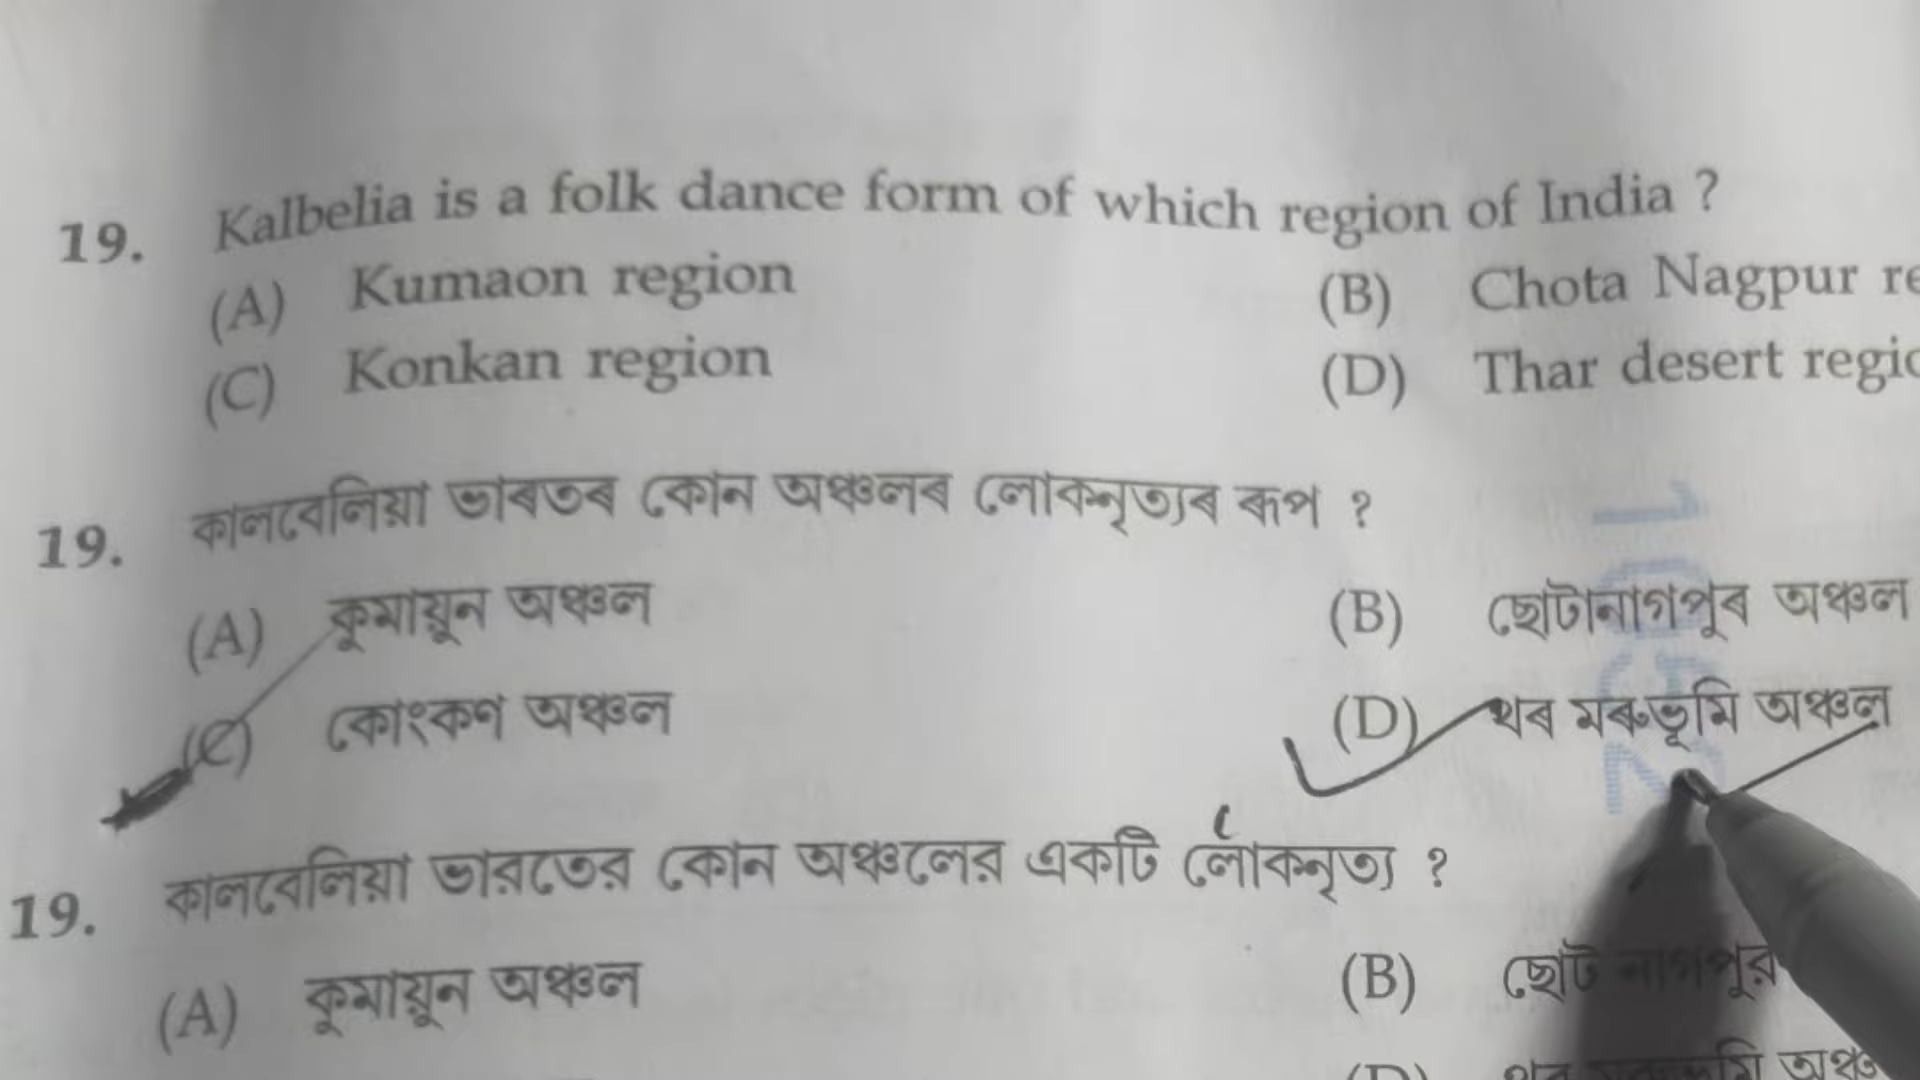 19. Kalbelia is a folk dance form of which region of India ?
(A) Kumaon region (B) Chota Nagpur
(C) Konkan region (D) Thar desert
19. কালবেলিয়া ভাৰতৰ কোন অঞ্চলৰ লোকনৃত্যৰ ৰূপ ?
(A) কুমায়ুন অঞ্চল (B) ছোটানাগপুৰ অঞ্চল
(C) কোংকণ অঞ্চল (D) থৰ মৰুভূমি অঞ্চল
19. কালবেলিয়া ভারতের কোন অঞ্চলের একটি লোকনৃত্য ?
(A) কুমায়ুন অঞ্চল (B) ছোট নাগপুর
(D)